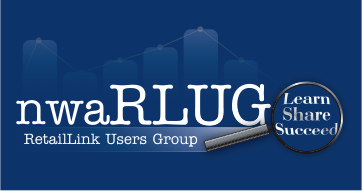 nwaRLUG
RetailLink Users Group
Learn
Share
Succeed